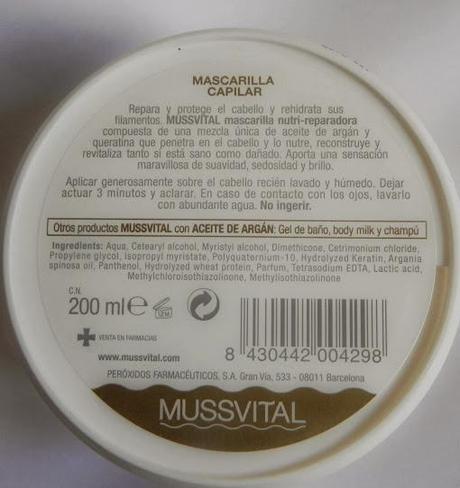 MASCARILLA
CAPILAR
Repara y protege el cabello y rehidrata sus
filamentos. MUSSVITAL mascarilla nutri-reparadora
compuesta de una mezcla única de aceite de argán y
queratina que penetra en el cabello y lo nutre, reconstruye y
revitaliza tanto si está sano como dañado. Aporta una sensación
maravillosa de suavidad, sedosidad y brillo.
Aplicar generosamente sobre el cabello recién lavado y húmedo. Dejar
actuar 3 minutos y aclarar. En caso de contacto con los ojos, lavarlo
con abundante agua. No ingerir.
Otros productos MUSSVITAL con ACEITE DE ARGÁN: Gel de baño, body milk y champú
Ingredients: Aqua, Cetearyl alcohol, Myristyl alcohol, Dimethicone, Cetrimonium chloride,
Propylene glycol, isopropyl myristate, Polyquaternium-10, Hydrolyzed Keratin, Argania
spinosa oil, Panthenol, Hydrolyzed wheat protein, Parfum, Tetrasodium EDTA, Lactic acid,
Methylchloroisothiazolinone, Methylisothiazolinone
C.N.
200 ml e 12M
VENTA EN FARMACIAS
www.mussvital.com
8 430442 004298
PERÓXIDOS FARMACÉUTICOS, S.A. Gran Vía, 533 - 08011 Barcelona
MUSSVITAL